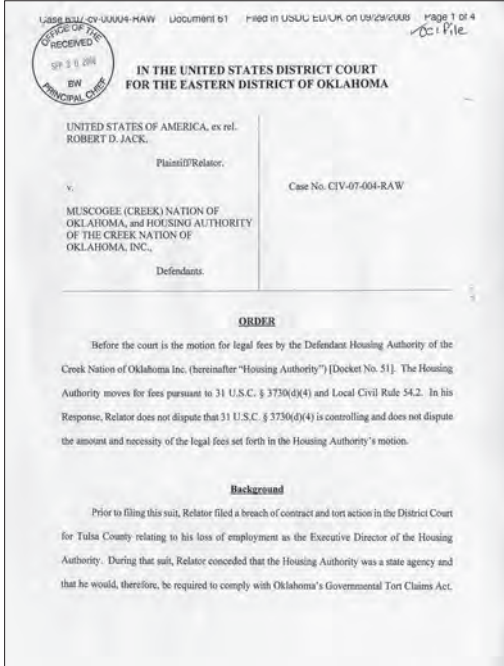 Case 6:07-cv-00004-RAW Document 61 Filed in USDC ED/OK on 09/29/2008 Page 1 of 4
File
OFFICE OF THE
RECEIVED
SEP 30 2008
BW
PRINCIPAL CHIEF
IN THE UNITED STATES DISTRICT COURT
FOR THE EASTERN DISTRICT OF OKLAHOMA
UNITED STATES OF AMERICA, ex rel.
ROBERT D. JACK,
Plaintiff/Relator,
v.
Case No. CIV-07-004-RAW
MUSCOGEE (CREEK) NATION OF
OKLAHOMA, and HOUSING AUTHORITY
OF THE CREEK NATION OF
OKLAHOMA, INC.,
Defendants.
ORDER
Before the court is the motion for legal fees by the Defendant Housing Authority of the
Creek Nation of Oklahoma Inc. (hereinafter “Housing Authority”) [Docket No. 51]. The Housing
Authority moves for fees pursuant to 31 U.S.C. § 3730(d)(4) and Local Civil Rule 54.2. In his
Response, Relator does not dispute that 31 U.S.C. § 3730(d)(4) is controlling and does not dispute
the amount and necessity of the legal fees set forth in the Housing Authority’s motion.
Background
Prior to filing this suit, Relator filed a breach of contract and tort action in the District Court
for Tulsa County relating to his loss of employment as the Executive Director of the Housing
Authority. During that suit, Relator conceded that the Housing Authority was a state agency and
that he would, therefore, be required to comply with Oklahoma’s Governmental Tort Claims Act.